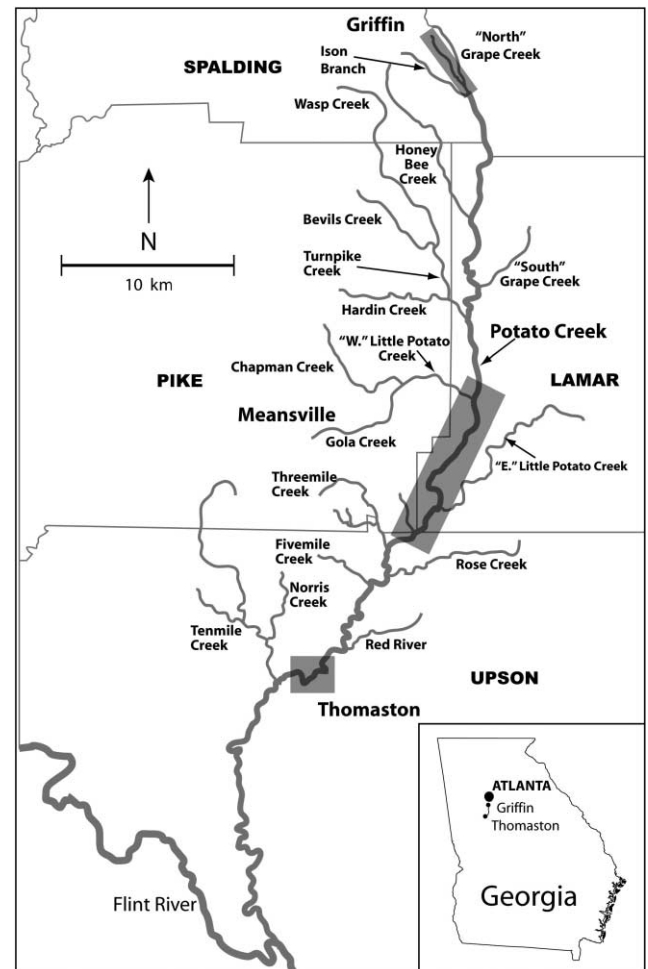 Griffin
"North"
Grape Creek
Ison
Branch
SPALDING
Wasp Creek
Honey
Bee
Creek
N
10 km
Bevils Creek
Turnpike
Creek
"South"
Grape Creek
Hardin Creek
Potato Creek
"W." Little Potato
Creek
Chapman Creek
PIKE
LAMAR
Meansville
Gola Creek
"E." Little Potato Creek
Threemile
Creek
Fivemile
Creek
Rose Creek
Norris
Creek
Tenmile
Creek
Red River
UPSON
Thomaston
Flint River
ATLANTA
Griffin
Thomaston
Georgia